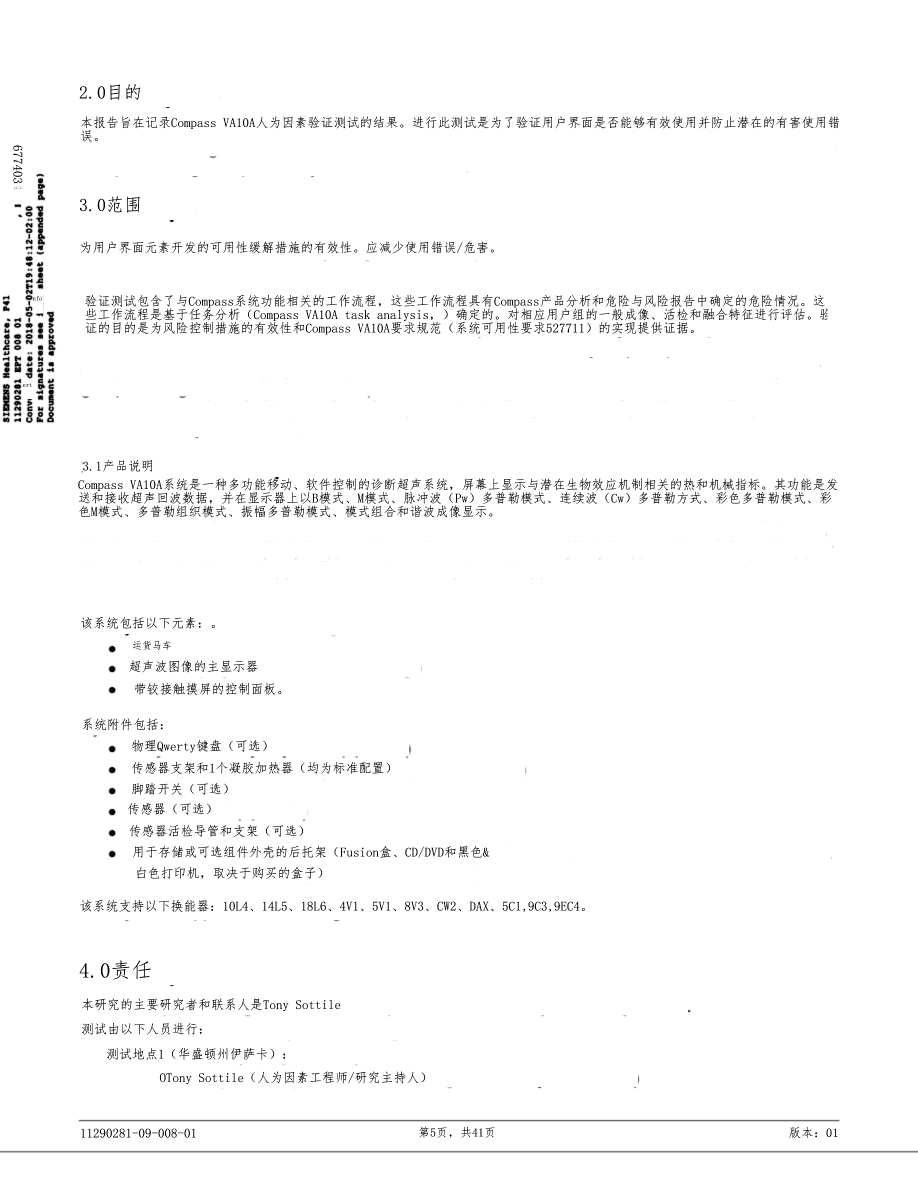 2.0目的
本报告旨在记录Compass VA10A人为因素验证测试的结果。进行此测试是为了验证用户界面是否能够有效使用并防止潜在的有害使用错
误。
3.0范围
为用户界面元素开发的可用性缓解措施的有效性。应减少使用错误/危害。
验证测试包含了与Compass系统功能相关的工作流程，这些工作流程具有Compass产品分析和危险与风险报告中确定的危险情况。这
些工作流程是基于任务分析（Compass VA10A task analysis,）确定的。对相应用户组的一般成像、活检和融合特征进行评估。验
证的目的是为风险控制措施的有效性和Compass VA10A要求规范（系统可用性要求527711）的实现提供证据。
3.1产品说明
Compass VA10A系统是一种多功能移动、软件控制的诊断超声系统，屏幕上显示与潜在生物效应机制相关的热和机械指标。其功能是发
送和接收超声回波数据，并在显示器上以B模式、M模式、脉冲波（Pw）多普勒模式、连续波（Cw）多普勒方式、彩色多普勒模式、彩
色M模式、多普勒组织模式、振幅多普勒模式、模式组合和谐波成像显示。
该系统包括以下元素：。
● 运货马车
● 超声波图像的主显示器
● 带铰接触摸屏的控制面板。
系统附件包括：
● 物理Qwerty键盘（可选）
● 传感器支架和1个凝胶加热器（均为标准配置）
● 脚踏开关（可选）
● 传感器（可选）
● 传感器活检导管和支架（可选）
● 用于存储或可选组件外壳的后托架（Fusion盒、CD/DVD和黑色&
白色打印机，取决于购买的盒子）
该系统支持以下换能器：10L4、14L5、18L6、4V1、5V1、8V3、CW2、DAX、5C1,9C3,9EC4。
4.0责任
本研究的主要研究者和联系人是Tony Sottile
测试由以下人员进行：
测试地点1（华盛顿州伊萨卡）：
OTony Sottile（人为因素工程师/研究主持人）
11290281-09-008-01
第5页，共41页
版本：01
SIEMENS Healthcare, P41
677403
11290281 EPT 008 01
date: 2018-05-02T19:48:12-02:00
For signatures see sheet (appended page)
Document is approved